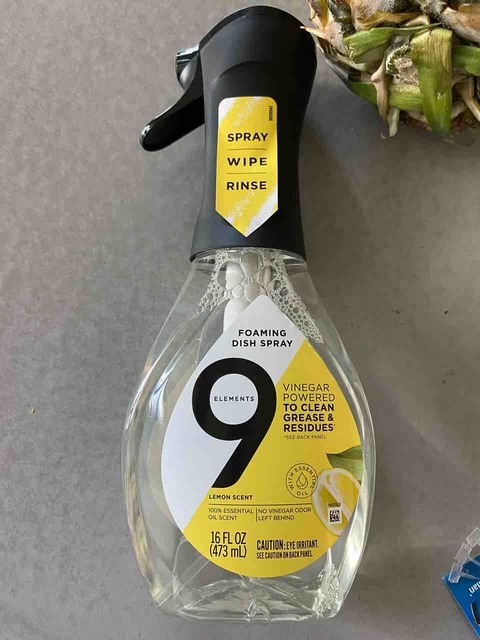 SPRAY
WIPE
RINSE
FOAMING
DISH SPRAY
9
ELEMENTS
VINEGAR
POWERED
TO CLEAN
GREASE &
RESIDUES*
*SEE BACK PANEL
WITH ESSENTIAL OIL
LEMON SCENT
100% ESSENTIAL
OIL SCENT
NO VINEGAR ODOR
LEFT BEHIND
16 FL OZ
(473 mL)
CAUTION: EYE IRRITANT.
SEE CAUTION ON BACK PANEL.